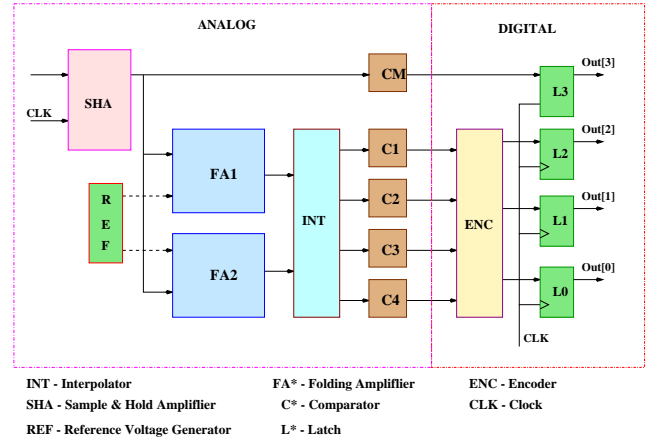 ANALOG
DIGITAL
SHA
CLK
CM
L3
Out[3]
C1
L2
Out[2]
FA1
INT
C2
ENC
L1
Out[1]
R
E
F
FA2
C3
C4
L0
Out[0]
CLK
INT - Interpolator
FA* - Folding Ampliflier
ENC - Encoder
SHA - Sample & Hold Ampliflier
C* - Comparator
CLK - Clock
REF - Reference Voltage Generator
L* - Latch